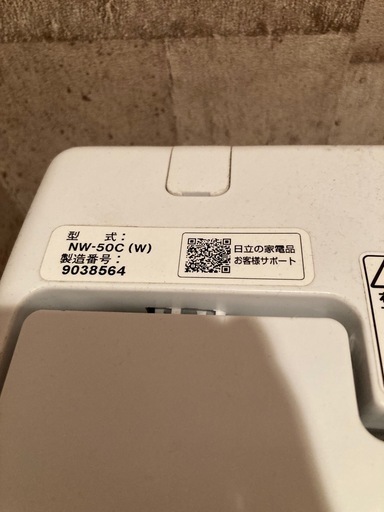 型 式:
NW-50C (W)
製造番号:
9038564
日立の家電品
お客様サポート